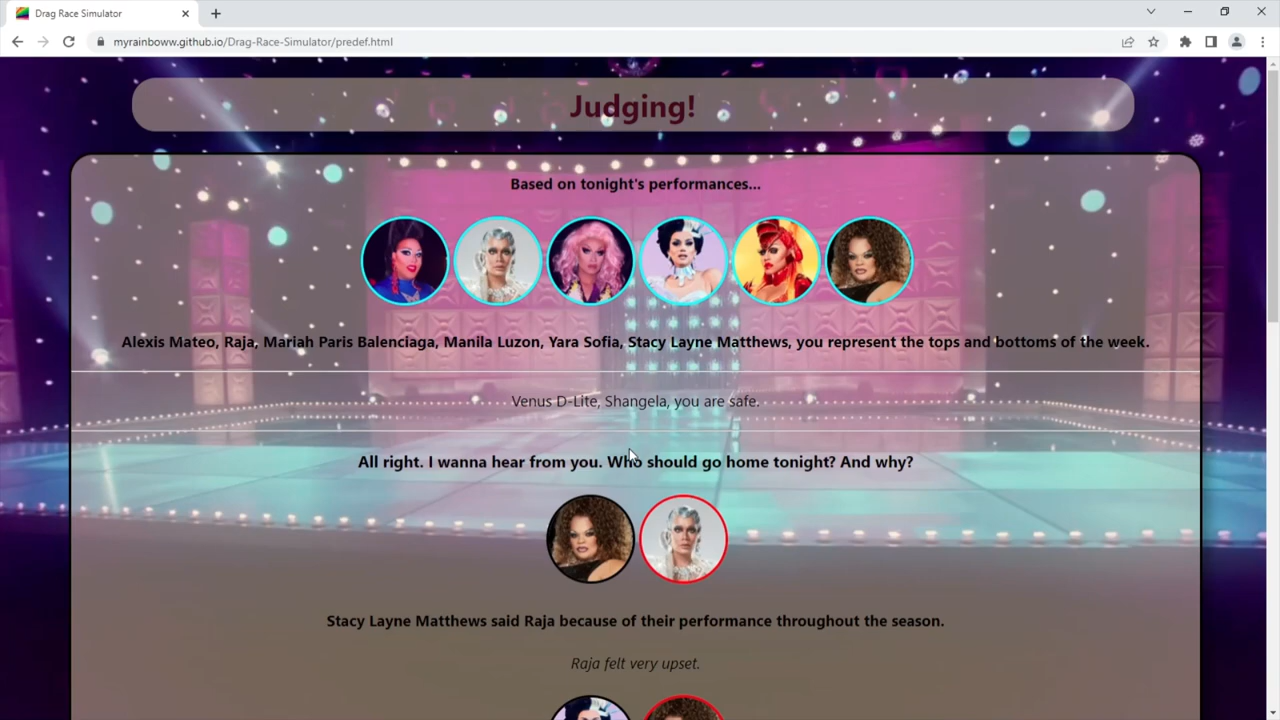 Drag Race Simulator
myrainboww.github.io/Drag-Race-Simulator/predef.html
Judging!
Based on tonight's performances...
Alexis Mateo, Raja, Mariah Paris Balenciaga, Manila Luzon, Yara Sofia, Stacy Layne Matthews, you represent the tops and bottoms of the week.
Venus D-Lite, Shangela, you are safe.
All right. I wanna hear from you. Who should go home tonight? And why?
Stacy Layne Matthews said Raja because of their performance throughout the season.
Raja felt very upset.